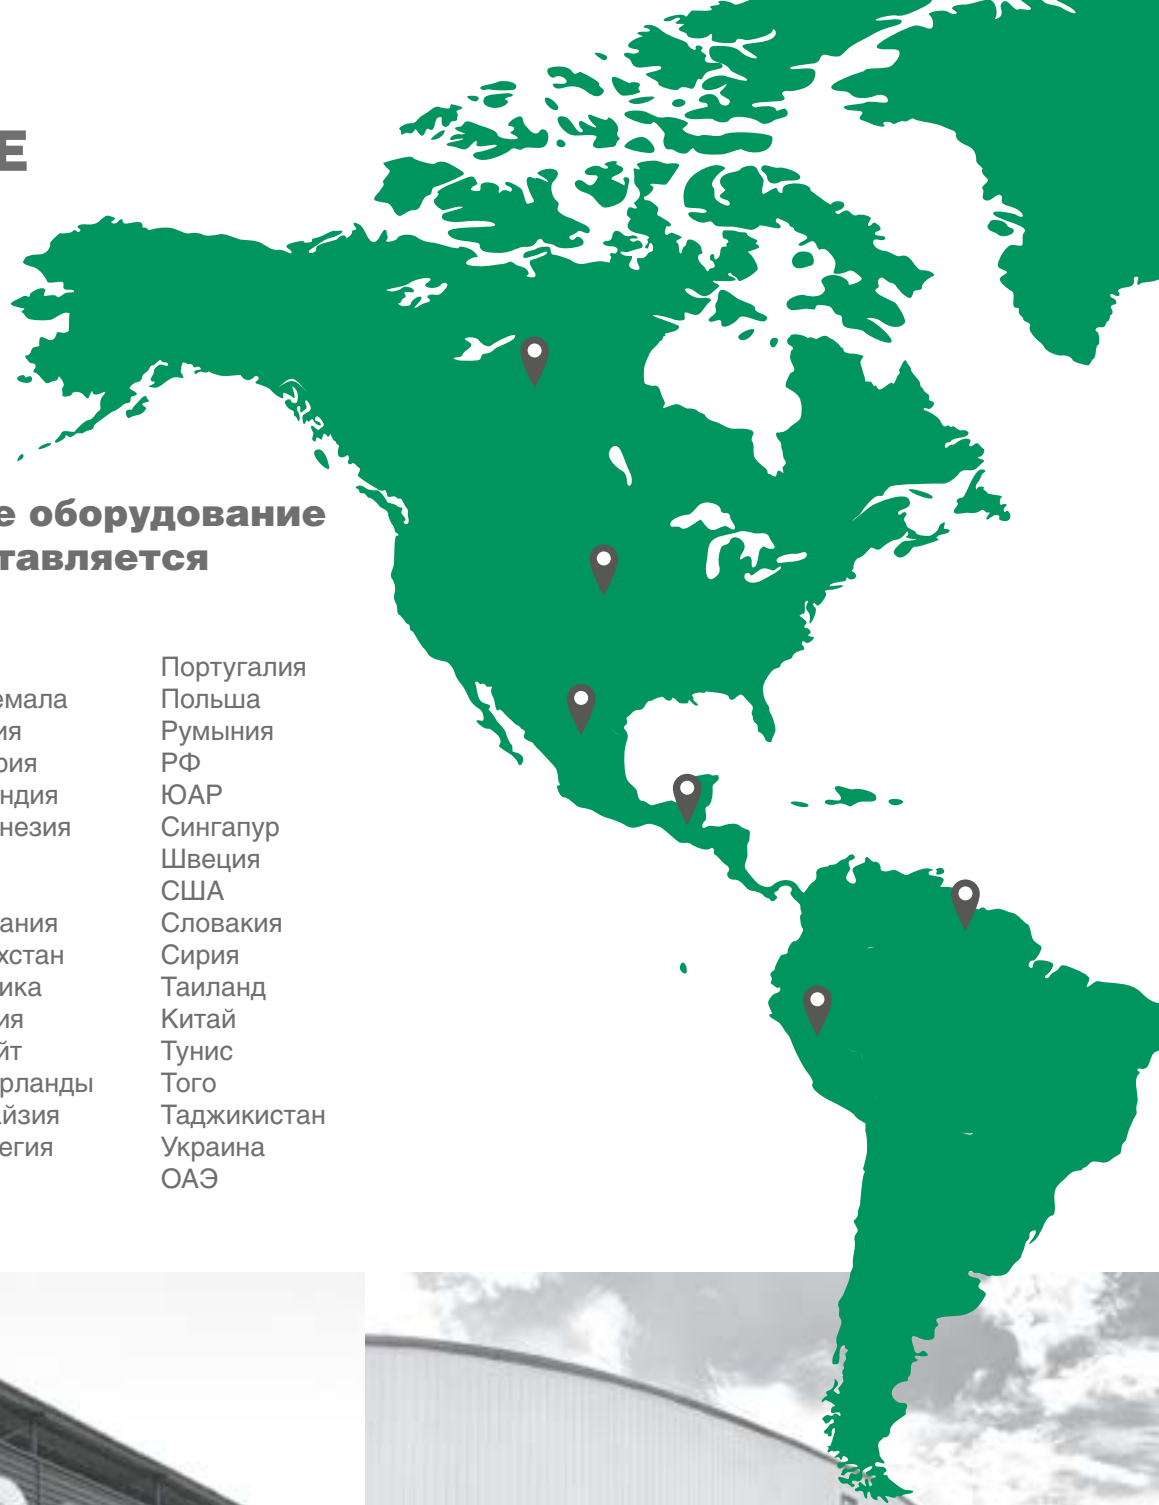 Е
е оборудование
тавляется
емала
ия
рия
ндия
незия
ания
хстан
ика
ия
йт
рланды
айзия
егия
Португалия
Польша
Румыния
РФ
ЮАР
Сингапур
Швеция
США
Словакия
Сирия
Таиланд
Китай
Тунис
Того
Таджикистан
Украина
ОАЭ